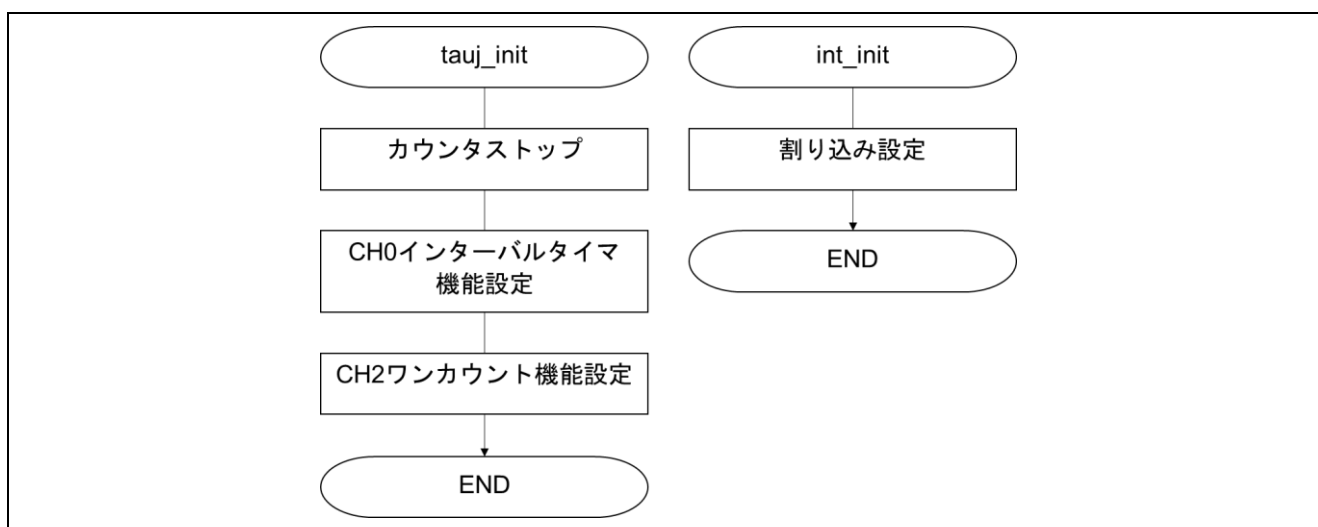 tauj_init
カウンタストップ
CH0インターバルタイマ
機能設定
CH2ワンカウント機能設定
END
int_init
割り込み設定
END